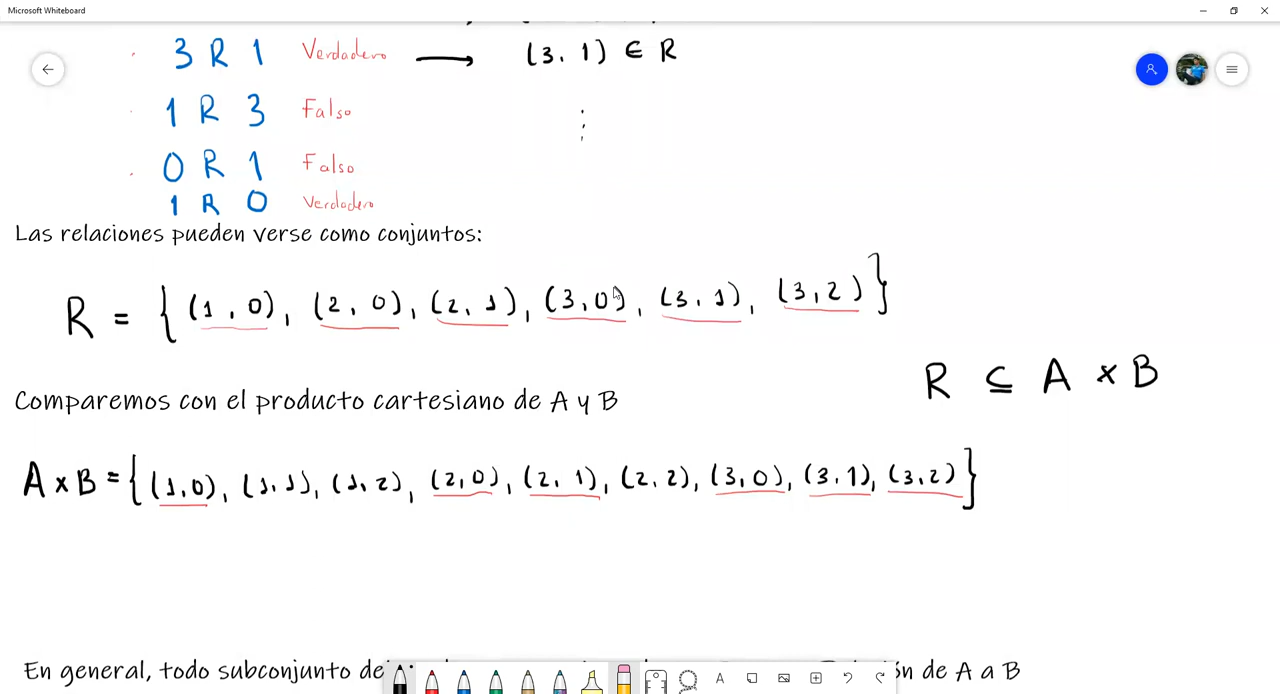 Microsoft Whiteboard
3 R 1 Verdadero ⟶ (3, 1) ∈ R
1 R 3 Falso
0 R 1 Falso
1 R 0 Verdadero
Las relaciones pueden verse como conjuntos:
R = { (1, 0), (2, 0), (2, 1), (3, 0), (3, 1), (3, 2) }
R ⊆ A × B
Comparemos con el producto cartesiano de A y B
A × B = { (1, 0), (1, 1), (1, 2), (2, 0), (2, 1), (2, 2), (3, 0), (3, 1), (3, 2) }
En general, todo subconjunto de A a B